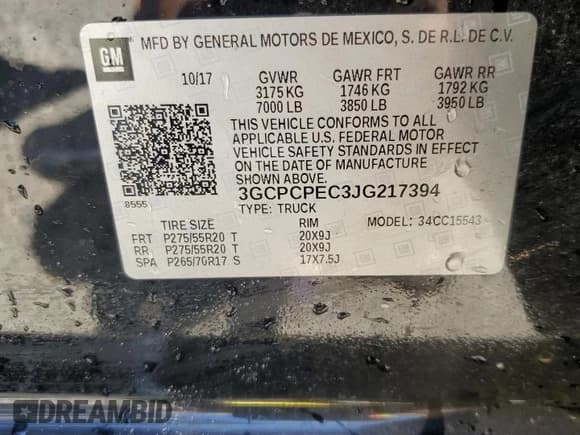 GM
MFD BY GENERAL MOTORS DE MEXICO, S. DE R.L. DE C.V.
10/17 GVWR GAWR FRT GAWR RR
3175 KG 1746 KG 1792 KG
7000 LB 3850 LB 3950 LB
THIS VEHICLE CONFORMS TO ALL
APPLICABLE U.S. FEDERAL MOTOR
VEHICLE SAFETY STANDARDS IN EFFECT
ON THE DATE OF MANUFACTURE
SHOWN ABOVE.
8555 3GCPCPEC3JG217394
TYPE: TRUCK MODEL: 34CC15543
TIRE SIZE RIM
FRT P275/55R20 T 20X9J
RR P275/55R20 T 20X9J
SPA P265/70R17 S 17X7.5J
DREAMBID